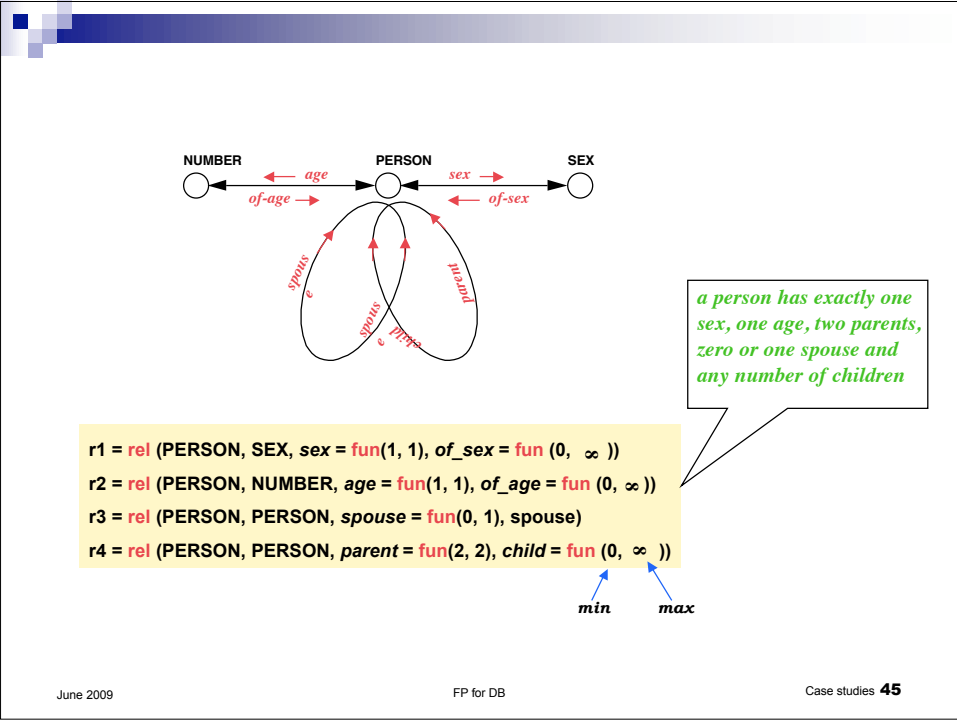 NUMBER PERSON SEX
age sex
of-age of-sex
spouse
parent
spouse
child
a person has exactly one
sex, one age, two parents,
zero or one spouse and
any number of children
r1 = rel (PERSON, SEX, sex = fun(1, 1), of_sex = fun (0, ∞ ))
r2 = rel (PERSON, NUMBER, age = fun(1, 1), of_age = fun (0, ∞ ))
r3 = rel (PERSON, PERSON, spouse = fun(0, 1), spouse)
r4 = rel (PERSON, PERSON, parent = fun(2, 2), child = fun (0, ∞ ))
min max
June 2009 FP for DB Case studies 45